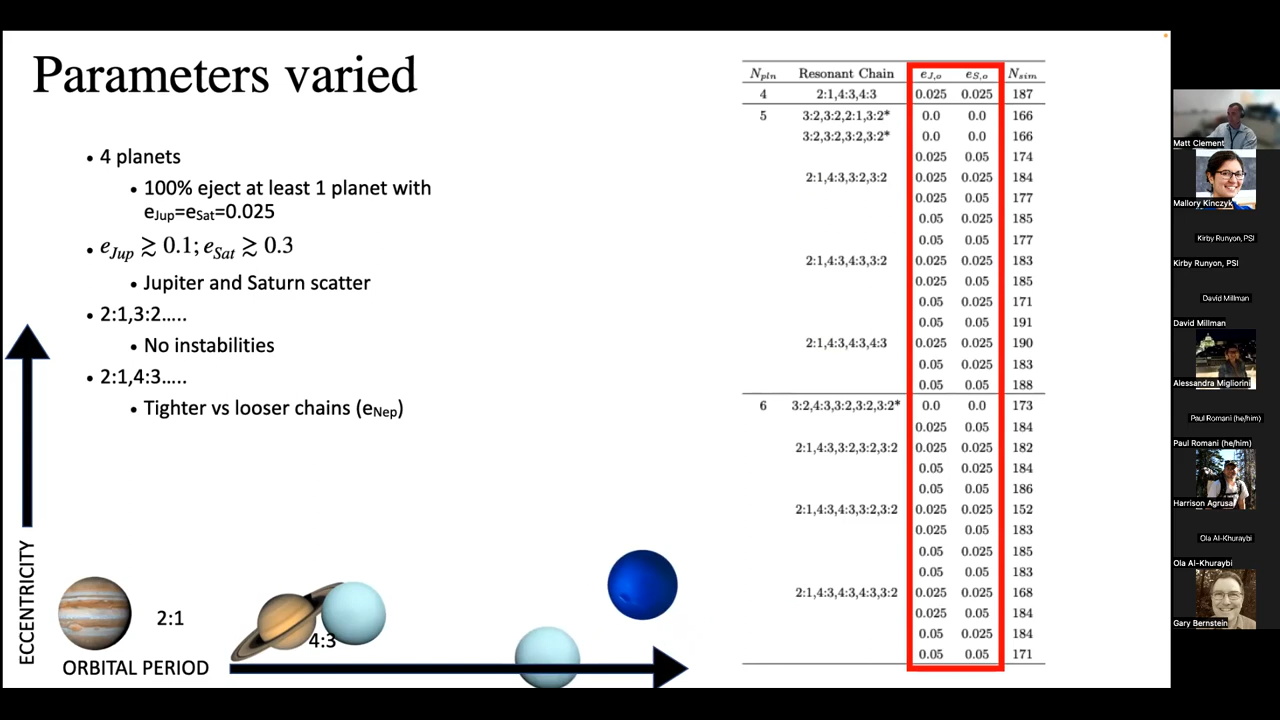 Parameters varied
• 4 planets
• 100% eject at least 1 planet with
eJup=eSat=0.025
• eJup ≳ 0.1; eSat ≳ 0.3
• Jupiter and Saturn scatter
• 2:1,3:2…..
• No instabilities
• 2:1,4:3…..
• Tighter vs looser chains (eNep)
ECCENTRICITY
2:1
4:3
ORBITAL PERIOD
Npln Resonant Chain eJ,o eS,o Nsim
4 2:1,4:3,4:3 0.025 0.025 187
5 3:2,3:2,2:1,3:2* 0.0 0.0 166
3:2,3:2,3:2,3:2* 0.0 0.0 166
0.025 0.05 174
2:1,4:3,3:2,3:2 0.025 0.025 184
0.025 0.05 177
0.05 0.025 185
0.05 0.05 177
2:1,4:3,4:3,3:2 0.025 0.025 183
0.025 0.05 185
0.05 0.025 171
0.05 0.05 191
2:1,4:3,4:3,4:3 0.025 0.025 190
0.05 0.025 183
0.05 0.05 188
6 3:2,4:3,3:2,3:2,3:2* 0.0 0.0 173
0.025 0.05 184
2:1,4:3,3:2,3:2,3:2 0.025 0.025 182
0.05 0.025 184
0.05 0.05 186
2:1,4:3,4:3,3:2,3:2 0.025 0.025 152
0.025 0.05 183
0.05 0.025 185
0.05 0.05 183
2:1,4:3,4:3,4:3,3:2 0.025 0.025 168
0.025 0.05 184
0.05 0.025 184
0.05 0.05 171
Matt Clement
Mallory Kinczyk
Kirby Runyon, PSI
Kirby Runyon, PSI
David Millman
David Millman
Alessandra Migliorini
Paul Romani (he/him)
Paul Romani (he/him)
Harrison Agrusa
Ola Al-Khuraybi
Ola Al-Khuraybi
Gary Bernstein